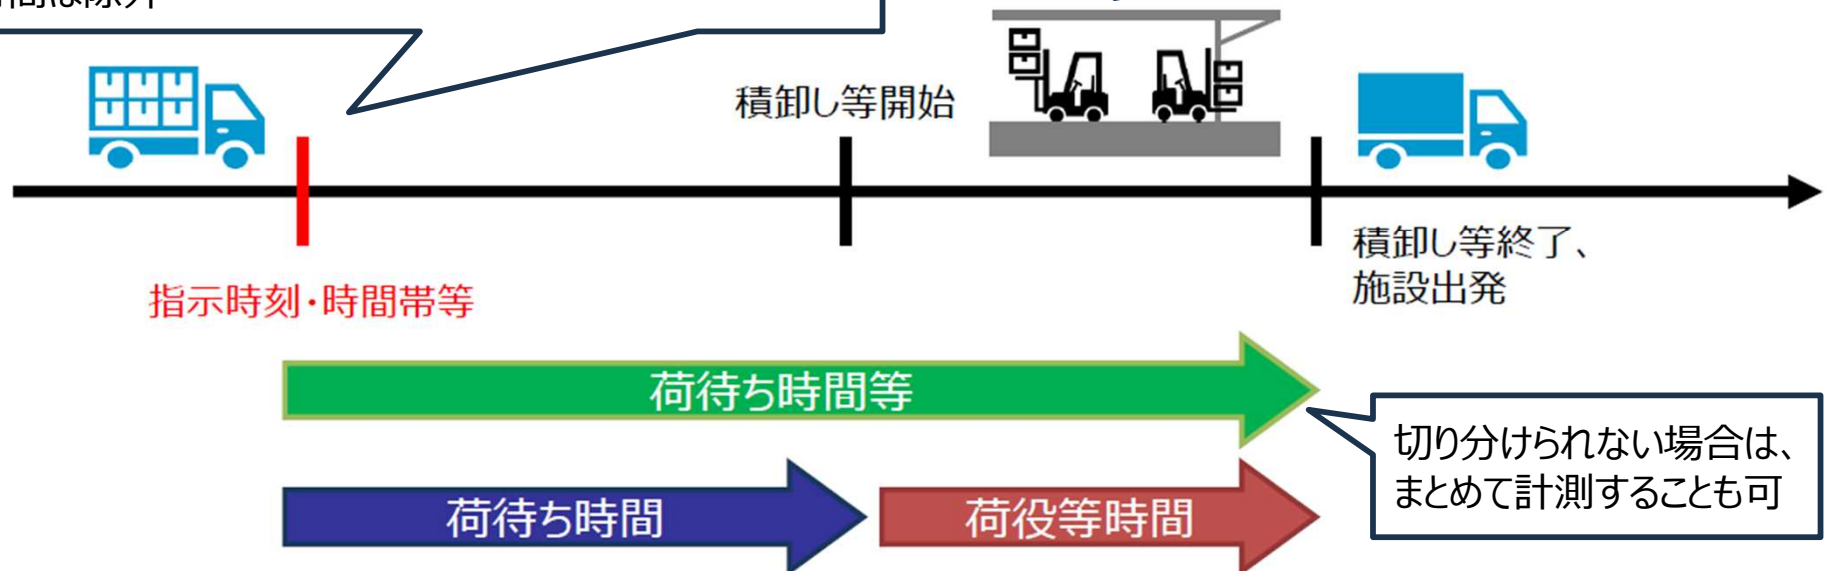 積卸し等開始
積卸し等終了、
施設出発
指示時刻・時間帯等
荷待ち時間等
切り分けられない場合は、
まとめて計測することも可
荷待ち時間
荷役等時間